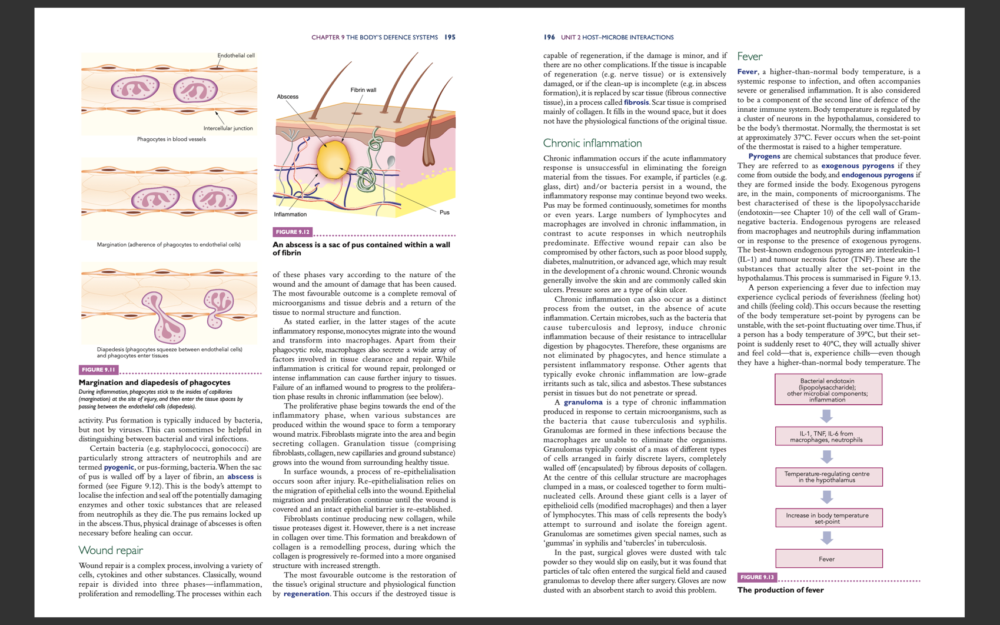 CHAPTER 9 THE BODY'S DEFENCE SYSTEMS 195
Endothelial cell
Intercellular junction
Phagocytes in blood vessels
Margination (adherence of phagocytes to endothelial cells)
Diapedesis (phagocytes squeeze between endothelial cells)
and phagocytes enter tissues
FIGURE 9.11
Margination and diapedesis of phagocytes
During inflammation, phagocytes stick to the insides of capillaries
(margination) at the site of injury, and then enter the tissue spaces by
passing between the endothelial cells (diapedesis).
activity. Pus formation is typically induced by bacteria,
but not by viruses. This can sometimes be helpful in
distinguishing between bacterial and viral infections.
Certain bacteria (e.g. staphylococci, gonococci) are
particularly strong attracters of neutrophils and are
termed pyogenic, or pus-forming, bacteria. When the sac
of pus is walled off by a layer of fibrin, an abscess is
formed (see Figure 9.12). This is the body's attempt to
localise the infection and seal off the potentially damaging
enzymes and other toxic substances that are released
from neutrophils as they die. The pus remains locked up
in the abscess. Thus, physical drainage of abscesses is often
necessary before healing can occur.
Wound repair
Wound repair is a complex process, involving a variety of
cells, cytokines and other substances. Classically, wound
repair is divided into three phases—inflammation,
proliferation and remodelling. The processes within each
Abscess
Fibrin wall
Inflammation
Pus
FIGURE 9.12
An abscess is a sac of pus contained within a wall
of fibrin
of these phases vary according to the nature of the
wound and the amount of damage that has been caused.
The most favourable outcome is a complete removal of
microorganisms and tissue debris and a return of the
tissue to normal structure and function.
As stated earlier, in the latter stages of the acute
inflammatory response, monocytes migrate into the wound
and transform into macrophages. Apart from their
phagocytic role, macrophages also secrete a wide array of
factors involved in tissue clearance and repair. While
inflammation is critical for wound repair, prolonged or
intense inflammation can cause further injury to tissues.
Failure of an inflamed wound to progress to the prolifera-
tion phase results in chronic inflammation (see below).
The proliferative phase begins towards the end of the
inflammatory phase, when various substances are
produced within the wound space to form a temporary
wound matrix. Fibroblasts migrate into the area and begin
secreting collagen. Granulation tissue (comprising
fibroblasts, collagen, new capillaries and ground substance)
grows into the wound from surrounding healthy tissue.
In surface wounds, a process of re-epithelialisation
occurs soon after injury. Re-epithelialisation relies on
the migration of epithelial cells into the wound. Epithelial
migration and proliferation continue until the wound is
covered and an intact epithelial barrier is re-established.
Fibroblasts continue producing new collagen, while
tissue proteases digest it. However, there is a net increase
in collagen over time. This formation and breakdown of
collagen is a remodelling process, during which the
collagen is progressively re-formed into a more organised
structure with increased strength.
The most favourable outcome is the restoration of
the tissue's original structure and physiological function
by regeneration. This occurs if the destroyed tissue is
196 UNIT 2 HOST–MICROBE INTERACTIONS
capable of regeneration, if the damage is minor, and if
there are no other complications. If the tissue is incapable
of regeneration (e.g. nerve tissue) or is extensively
damaged, or if the clean-up is incomplete (e.g. in abscess
formation), it is replaced by scar tissue (fibrous connective
tissue), in a process called fibrosis. Scar tissue is comprised
mainly of collagen. It fills in the wound space, but it does
not have the physiological functions of the original tissue.
Chronic inflammation
Chronic inflammation occurs if the acute inflammatory
response is unsuccessful in eliminating the foreign
material from the tissues. For example, if particles (e.g.
glass, dirt) and/or bacteria persist in a wound, the
inflammatory response may continue beyond two weeks.
Pus may be formed continuously, sometimes for months
or even years. Large numbers of lymphocytes and
macrophages are involved in chronic inflammation, in
contrast to acute responses in which neutrophils
predominate. Effective wound repair can also be
compromised by other factors, such as poor blood supply,
diabetes, malnutrition, or advanced age, which may result
in the development of a chronic wound. Chronic wounds
generally involve the skin and are commonly called skin
ulcers. Pressure sores are a type of skin ulcer.
Chronic inflammation can also occur as a distinct
process from the outset, in the absence of acute
inflammation. Certain microbes, such as the bacteria that
cause tuberculosis and leprosy, induce chronic
inflammation because of their resistance to intracellular
digestion by phagocytes. Therefore, these organisms are
not eliminated by phagocytes, and hence stimulate a
persistent inflammatory response. Other agents that
typically evoke chronic inflammation are low-grade
irritants such as talc, silica and asbestos. These substances
persist in tissues but do not penetrate or spread.
A granuloma is a type of chronic inflammation
produced in response to certain microorganisms, such as
the bacteria that cause tuberculosis and syphilis.
Granulomas are formed in these infections because the
macrophages are unable to eliminate the organisms.
Granulomas typically consist of a mass of different types
of cells arranged in fairly discrete layers, completely
walled off (encapsulated) by fibrous deposits of collagen.
At the centre of this cellular structure are macrophages
clumped in a mass, or coalesced together to form multi-
nucleated cells. Around these giant cells is a layer of
epithelioid cells (modified macrophages) and then a layer
of lymphocytes. This mass of cells represents the body's
attempt to surround and isolate the foreign agent.
Granulomas are sometimes given special names, such as
'gummas' in syphilis and 'tubercles' in tuberculosis.
In the past, surgical gloves were dusted with talc
powder so they would slip on easily, but it was found that
particles of talc often entered the surgical field and caused
granulomas to develop there after surgery. Gloves are now
dusted with an absorbent starch to avoid this problem.
Fever
Fever, a higher-than-normal body temperature, is a
systemic response to infection, and often accompanies
severe or generalised inflammation. It is also considered
to be a component of the second line of defence of the
innate immune system. Body temperature is regulated by
a cluster of neurons in the hypothalamus, considered to
be the body's thermostat. Normally, the thermostat is set
at approximately 37°C. Fever occurs when the set-point
of the thermostat is raised to a higher temperature.
Pyrogens are chemical substances that produce fever.
They are referred to as exogenous pyrogens if they
come from outside the body, and endogenous pyrogens if
they are formed inside the body. Exogenous pyrogens
are, in the main, components of microorganisms. The
best characterised of these is the lipopolysaccharide
(endotoxin—see Chapter 10) of the cell wall of Gram-
negative bacteria. Endogenous pyrogens are released
from macrophages and neutrophils during inflammation
or in response to the presence of exogenous pyrogens.
The best-known endogenous pyrogens are interleukin-1
(IL-1) and tumour necrosis factor (TNF). These are the
substances that actually alter the set-point in the
hypothalamus. This process is summarised in Figure 9.13.
A person experiencing a fever due to infection may
experience cyclical periods of feverishness (feeling hot)
and chills (feeling cold). This occurs because the resetting
of the body temperature set-point by pyrogens can be
unstable, with the set-point fluctuating over time. Thus, if
a person has a body temperature of 39°C, but their set-
point is suddenly reset to 40°C, they will actually shiver
and feel cold—that is, experience chills—even though
they have a higher-than-normal body temperature. The
Bacterial endotoxin
(lipopolysaccharide);
other microbial components;
inflammation
IL-1, TNF, IL-6 from
macrophages, neutrophils
Temperature-regulating centre
in the hypothalamus
Increase in body temperature
set-point
Fever
FIGURE 9.13
The production of fever